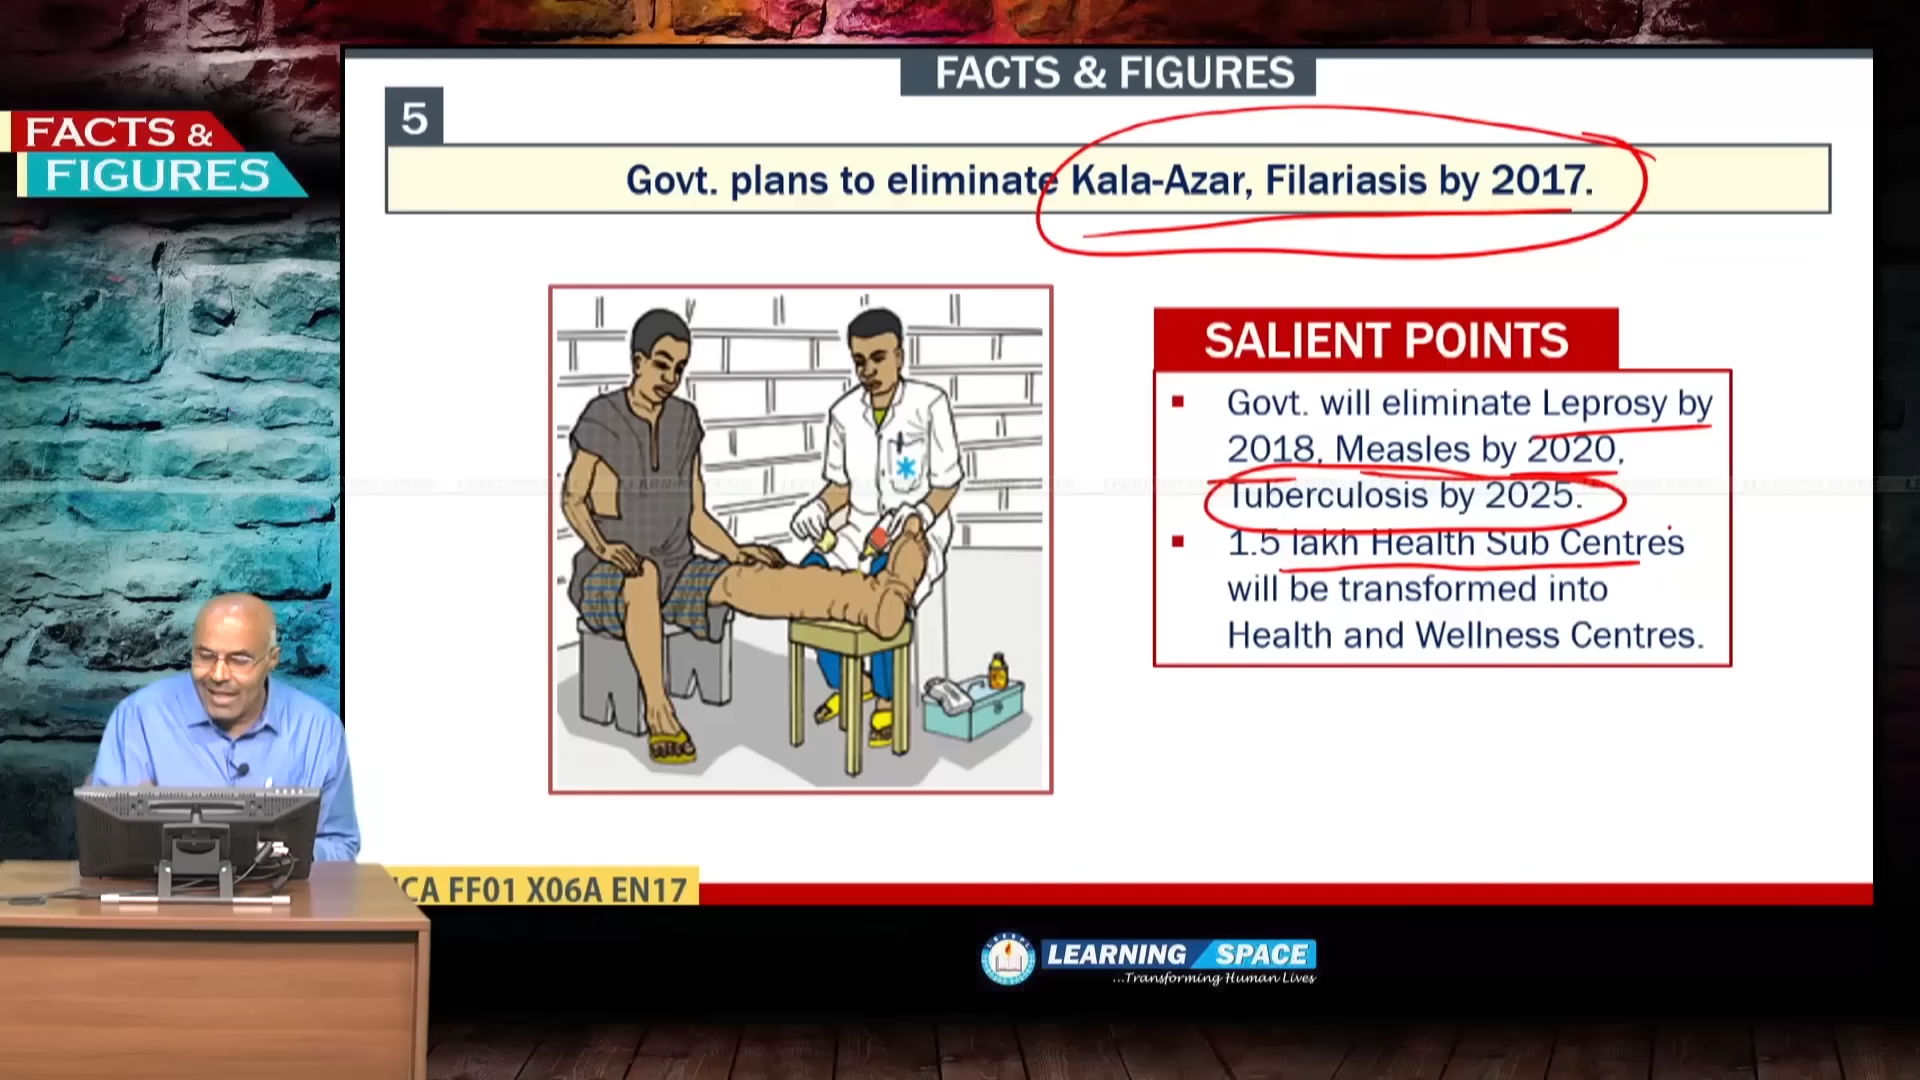 FACTS & FIGURES
FACTS &
FIGURES
5
Govt. plans to eliminate Kala-Azar, Filariasis by 2017.
SALIENT POINTS
▪ Govt. will eliminate Leprosy by
2018, Measles by 2020,
Tuberculosis by 2025.
▪ 1.5 lakh Health Sub Centres
will be transformed into
Health and Wellness Centres.
LEARNING SPACE
CA FF01 X06A EN17
LEARNING SPACE
...Transforming Human Lives